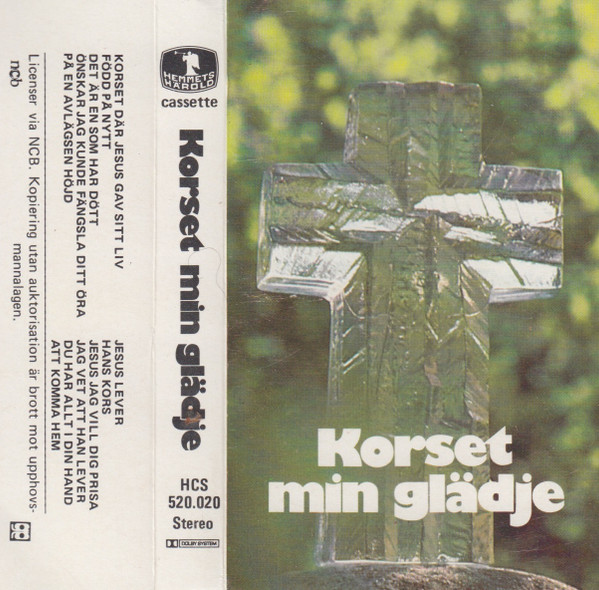 KORSET DÄR JESUS GAV SITT LIV
FÖDD PÅ NYTT
DET ÄR EN SOM HAR DÖTT
ÖNSKAR JAG KUNDE FÄNGSLA DITT ÖRA
PÅ EN AVLÄGSEN HÖJD
JESUS LEVER
HANS KORS
JESUS JAG VILL DIG PRISA
JAG VET ATT HAN LEVER
DU HAR ALLT I DIN HAND
ATT KOMMA HEM
Licenser via NCB. Kopiering utan auktorisation är brott mot upphovs-
mannalagen.
ncb
HEMMETS
HÄROLD
cassette
Korset min glädje
HCS
520.020
Stereo
DOLBY SYSTEM
Korset
min glädje